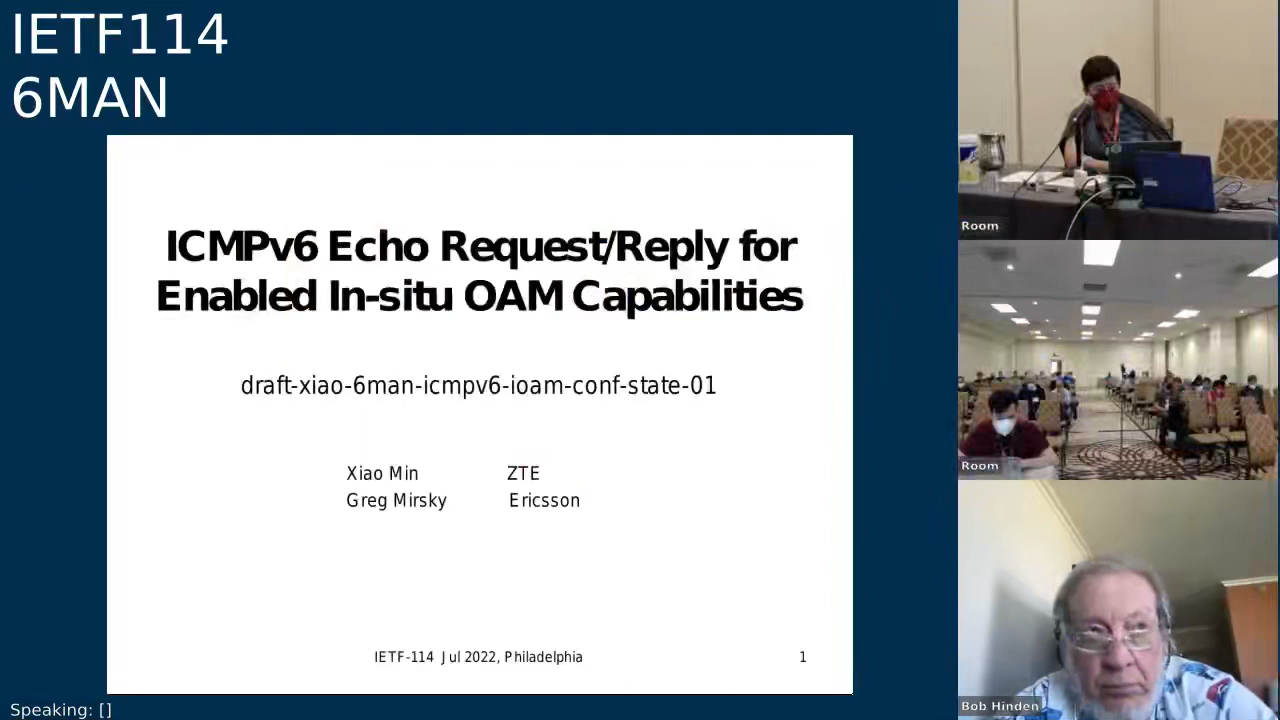 IETF114
6MAN
ICMPv6 Echo Request/Reply for
Enabled In-situ OAM Capabilities
draft-xiao-6man-icmpv6-ioam-conf-state-01
Xiao Min ZTE
Greg Mirsky Ericsson
IETF-114 Jul 2022, Philadelphia 1
Speaking: []
Room
Room
Bob Hinden